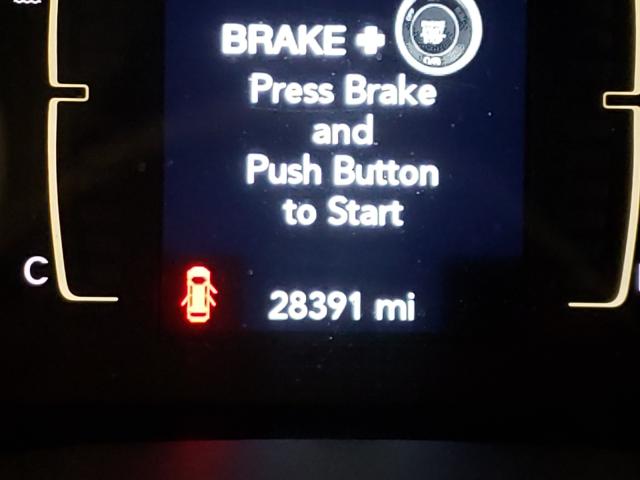 BRAKE +
Press Brake
and
Push Button
to Start
C
28391 mi